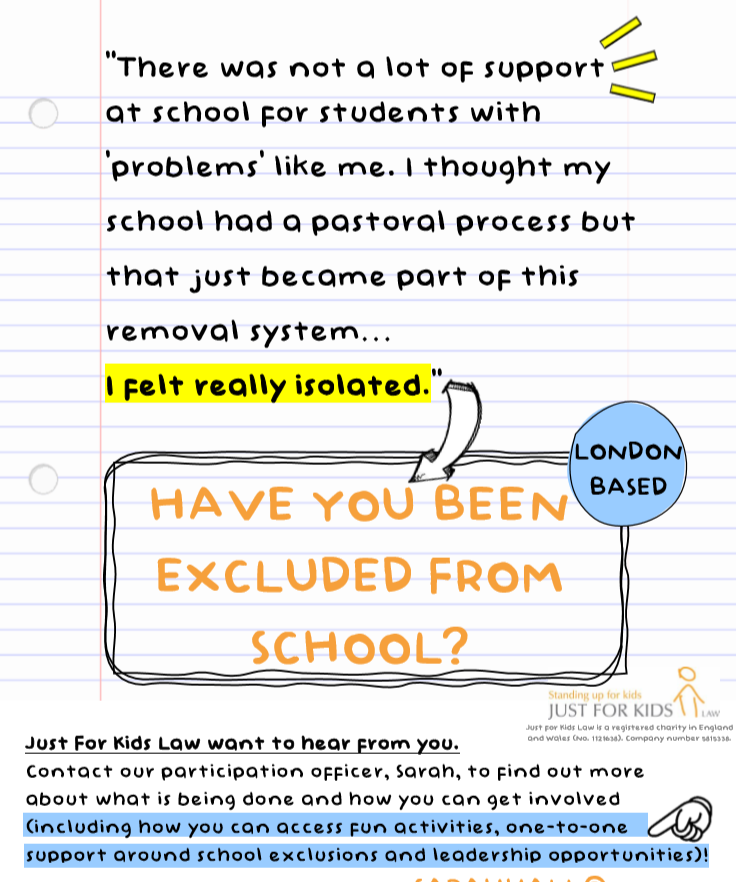 "There was not a lot of support
at school for students with
'problems' like me. I thought my
school had a pastoral process but
that just became part of this
removal system...
I felt really isolated."
LONDON
BASED
HAVE YOU BEEN
EXCLUDED FROM
SCHOOL?
Standing up for kids
JUST FOR KIDS LAW
Just for Kids Law is a registered charity in England
and Wales (No. 1121638). Company number 5815338.
Just For Kids Law want to hear from you.
Contact our participation officer, Sarah, to find out more
about what is being done and how you can get involved
(including how you can access fun activities, one-to-one
support around school exclusions and leadership opportunities)!